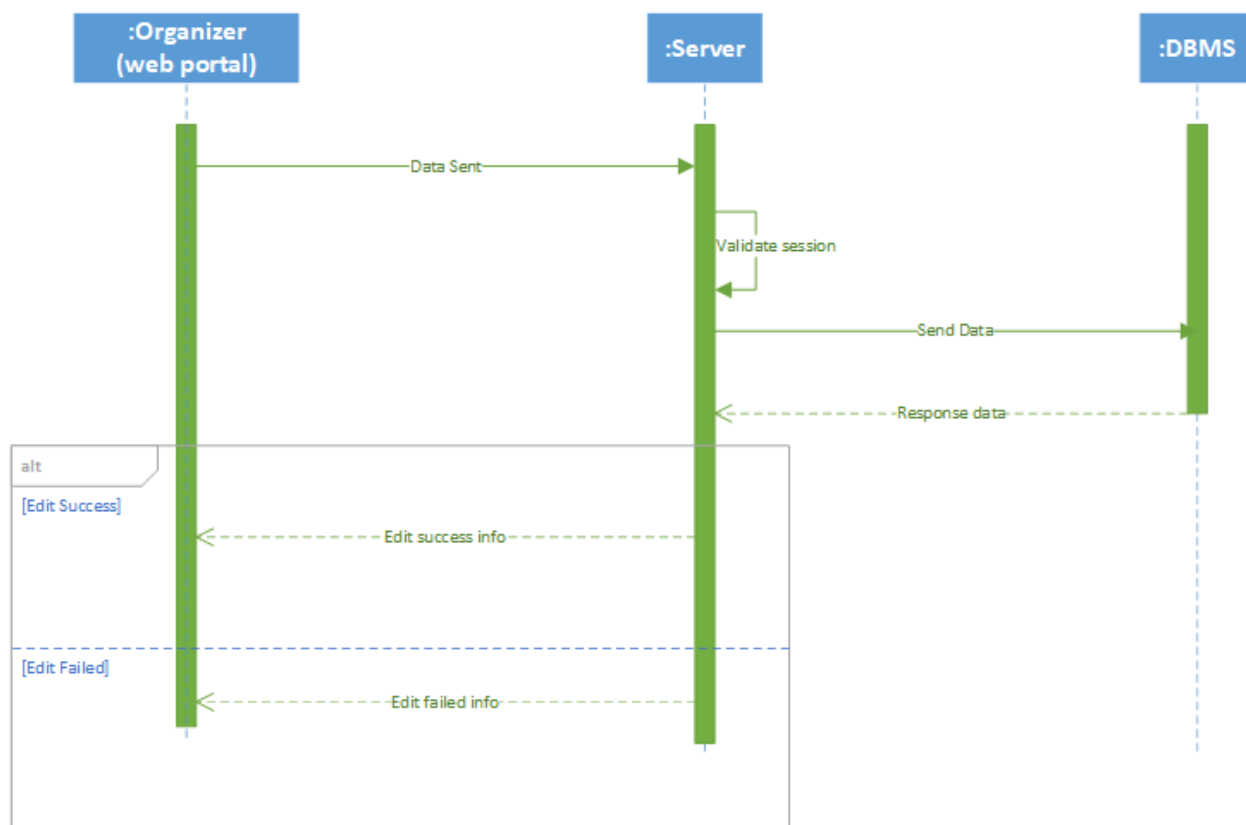 :Organizer
(web portal)
:Server
:DBMS
Data Sent
Validate session
Send Data
Response data
alt
[Edit Success]
Edit success info
[Edit Failed]
Edit failed info